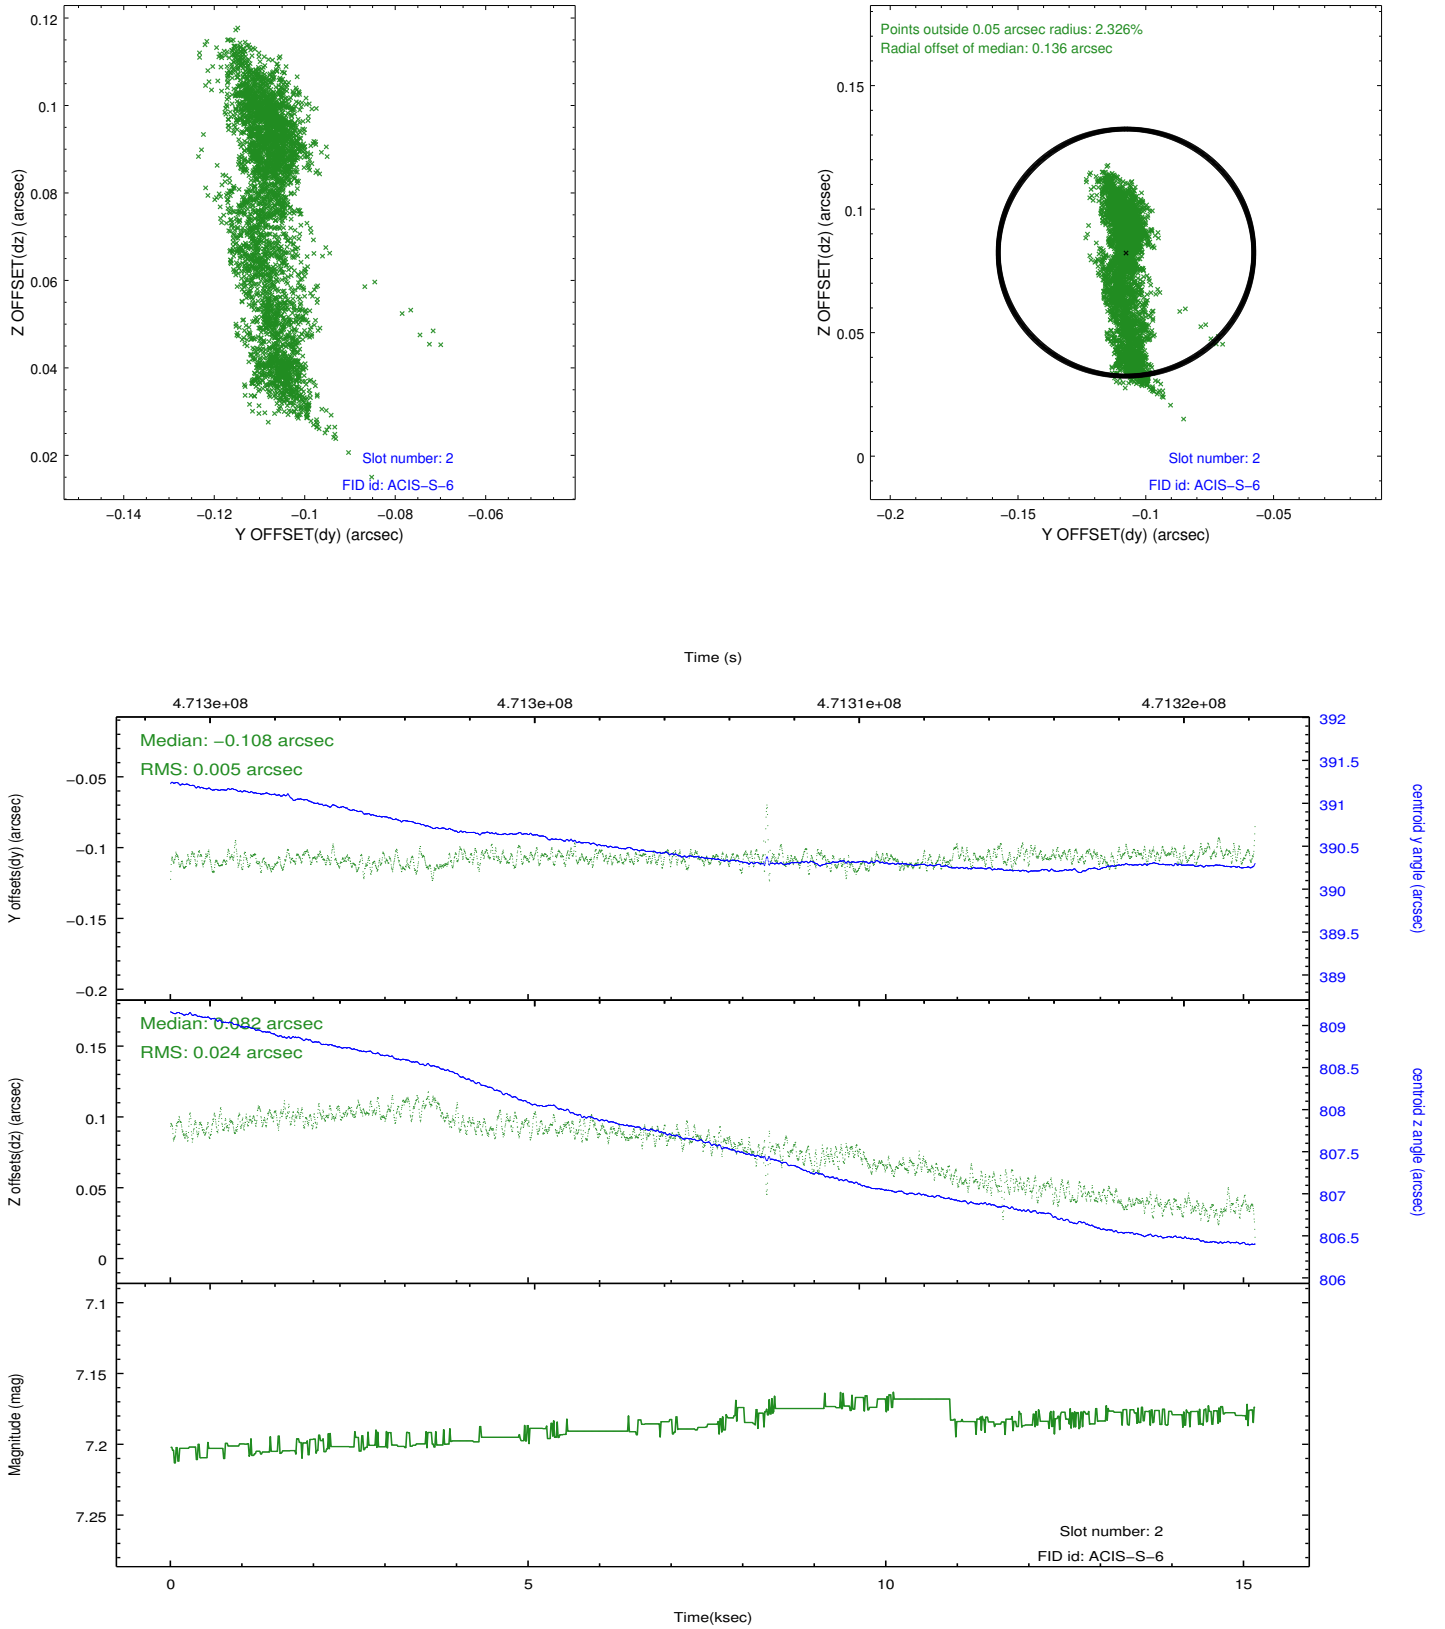 0.12
0.1
0.08
0.06
0.04
0.02
Z OFFSET(dz) (arcsec)
Slot number: 2
FID id: ACIS−S−6
−0.14 −0.12 −0.1 −0.08 −0.06
Y OFFSET(dy) (arcsec)
Points outside 0.05 arcsec radius: 2.326%
Radial offset of median: 0.136 arcsec
0.15
0.1
0.05
0
Z OFFSET(dz) (arcsec)
Slot number: 2
FID id: ACIS−S−6
−0.2 −0.15 −0.1 −0.05
Y OFFSET(dy) (arcsec)
Time (s)
4.713e+08 4.713e+08 4.7131e+08 4.7132e+08
Median: −0.108 arcsec
RMS: 0.005 arcsec
−0.05
−0.1
−0.15
−0.2
Y offsets(dy) (arcsec)
392
391.5
391
390.5
390
389.5
389
centroid y angle (arcsec)
Median: 0.082 arcsec
RMS: 0.024 arcsec
0.15
0.1
0.05
0
Z offsets(dz) (arcsec)
809
808.5
808
807.5
807
806.5
806
centroid z angle (arcsec)
7.1
7.15
7.2
7.25
Magnitude (mag)
Slot number: 2
FID id: ACIS−S−6
0 5 10 15
Time(ksec)